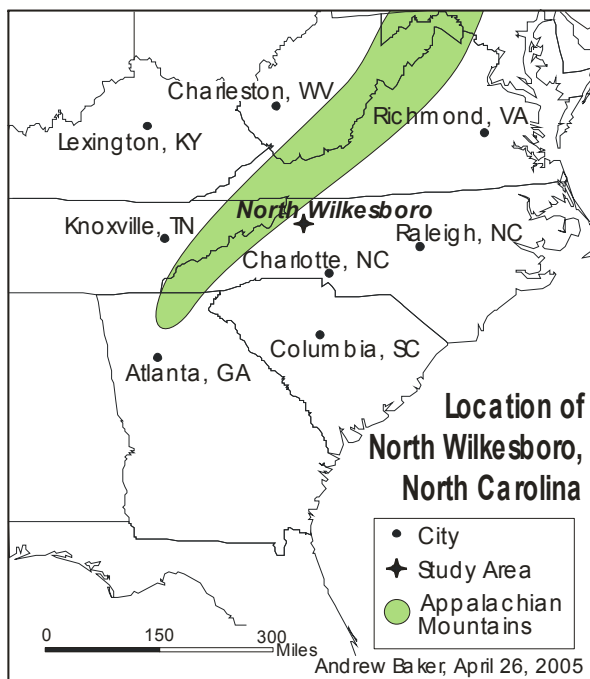 Charleston, WV
Richmond, VA
Lexington, KY
North Wilkesboro
Knoxville, TN
Raleigh, NC
Charlotte, NC
Columbia, SC
Atlanta, GA
Location of
North Wilkesboro,
North Carolina
City
Study Area
Appalachian
Mountains
0 150 300
Miles
Andrew Baker, April 26, 2005